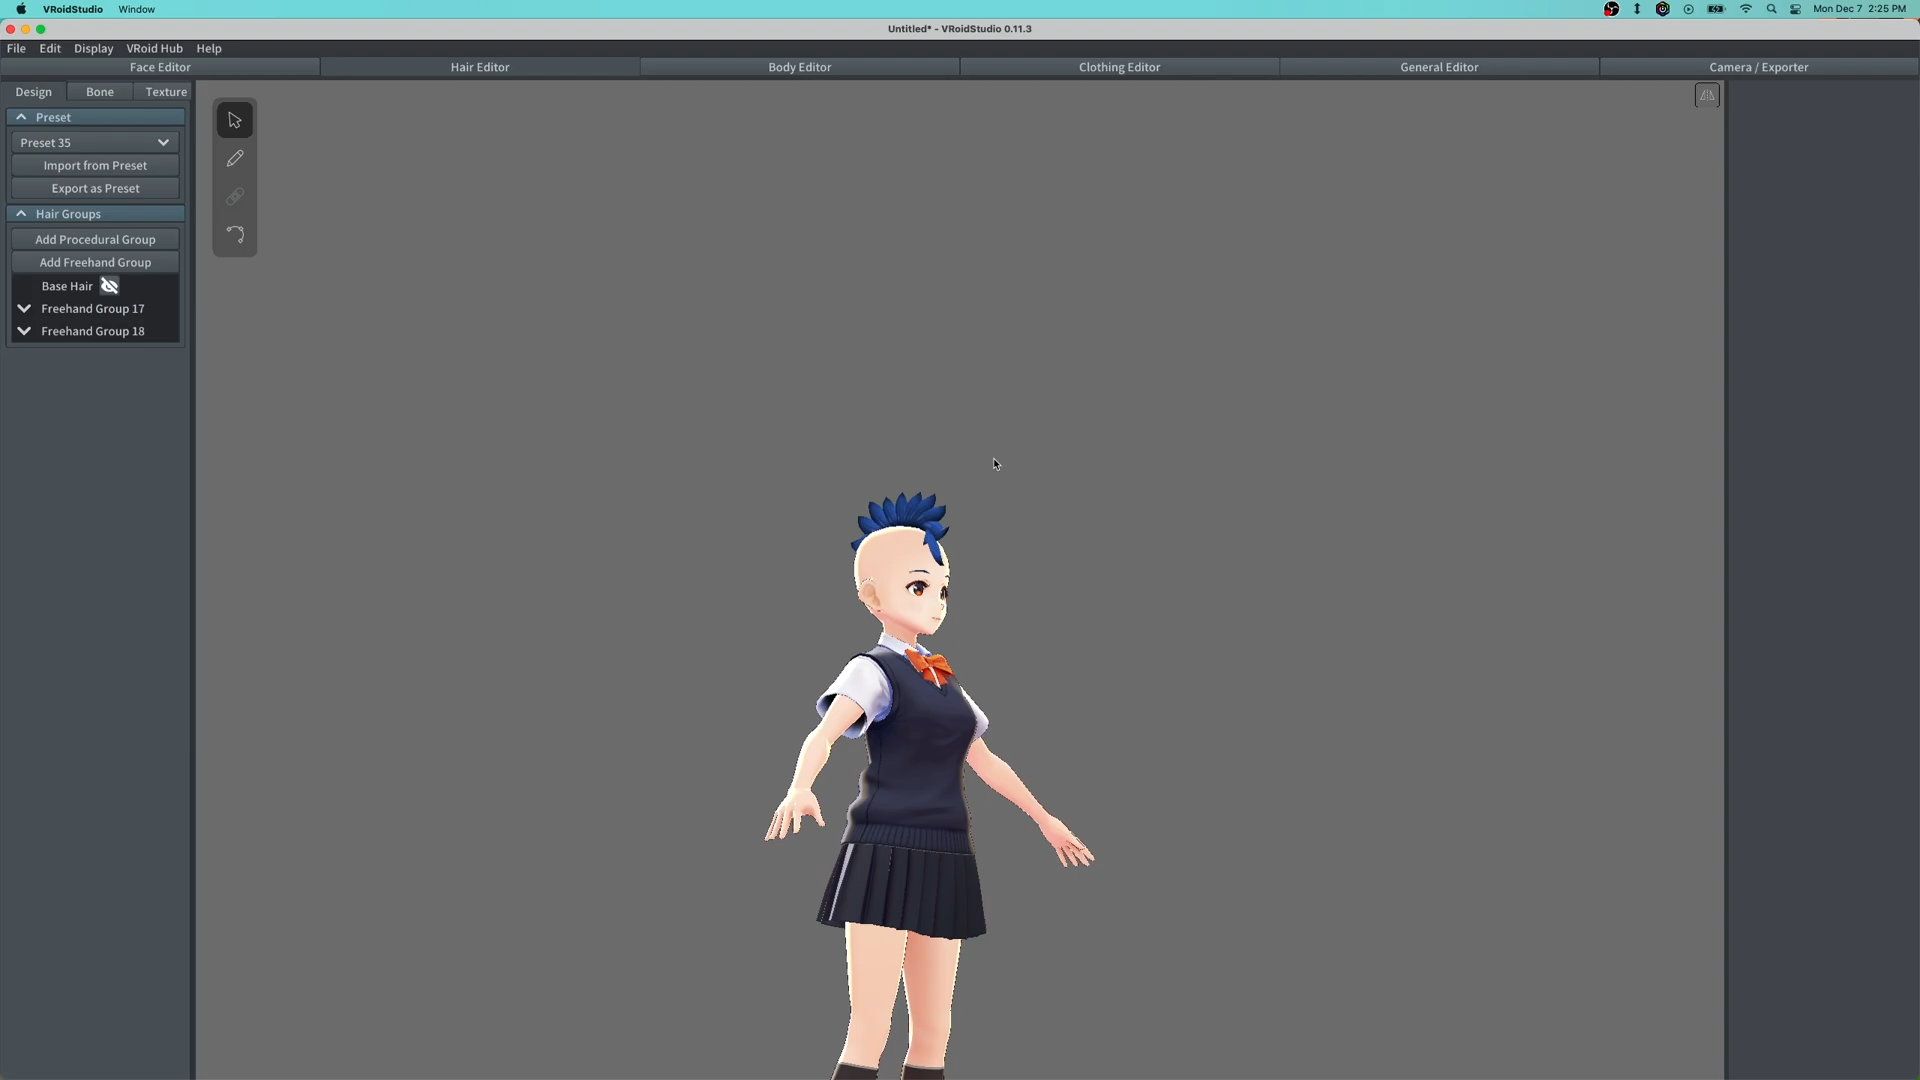 VRoidStudio Window Mon Dec 7 2:25 PM
Untitled* - VRoidStudio 0.11.3
File Edit Display VRoid Hub Help
Face Editor Hair Editor Body Editor Clothing Editor General Editor Camera / Exporter
Design Bone Texture
Preset
Preset 35
Import from Preset
Export as Preset
Hair Groups
Add Procedural Group
Add Freehand Group
Base Hair
Freehand Group 17
Freehand Group 18